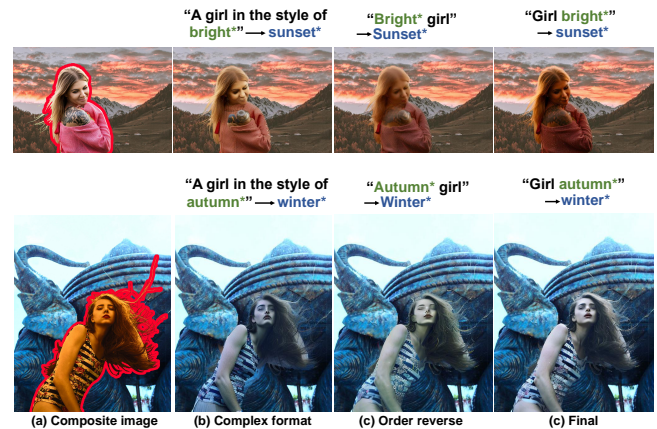 “A girl in the style of
bright*” → sunset*
“Bright* girl”
→ Sunset*
“Girl bright*”
→ sunset*
“A girl in the style of
autumn*” → winter*
“Autumn* girl”
→ Winter*
“Girl autumn*”
→ winter*
(a) Composite image
(b) Complex format
(c) Order reverse
(c) Final